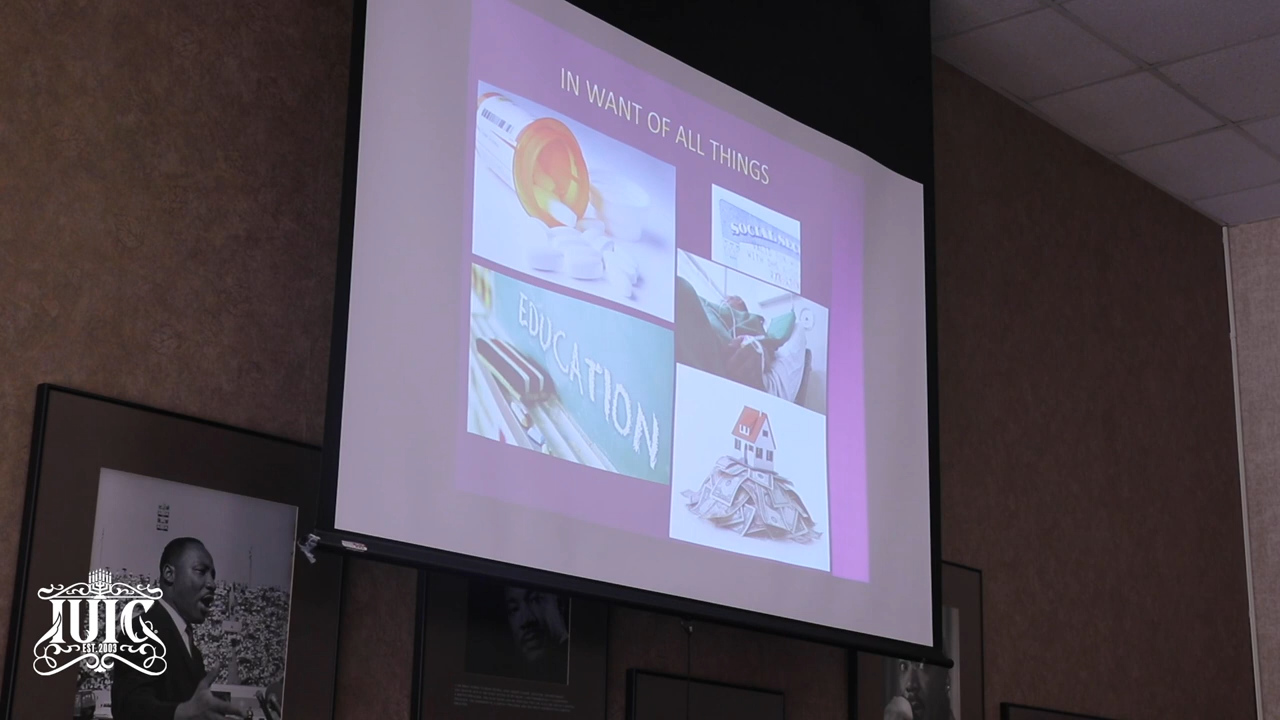 IN WANT OF ALL THINGS
SOCIAL SEC
EDUCATION
IUIC
EST. 2003